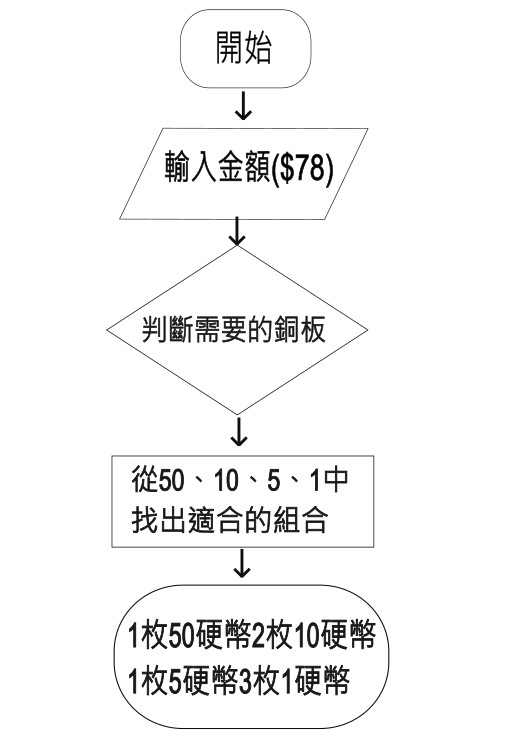 開始
輸入金額($78)
判斷需要的銅板
從50、10、5、1中
找出適合的組合
1枚50硬幣2枚10硬幣
1枚5硬幣3枚1硬幣